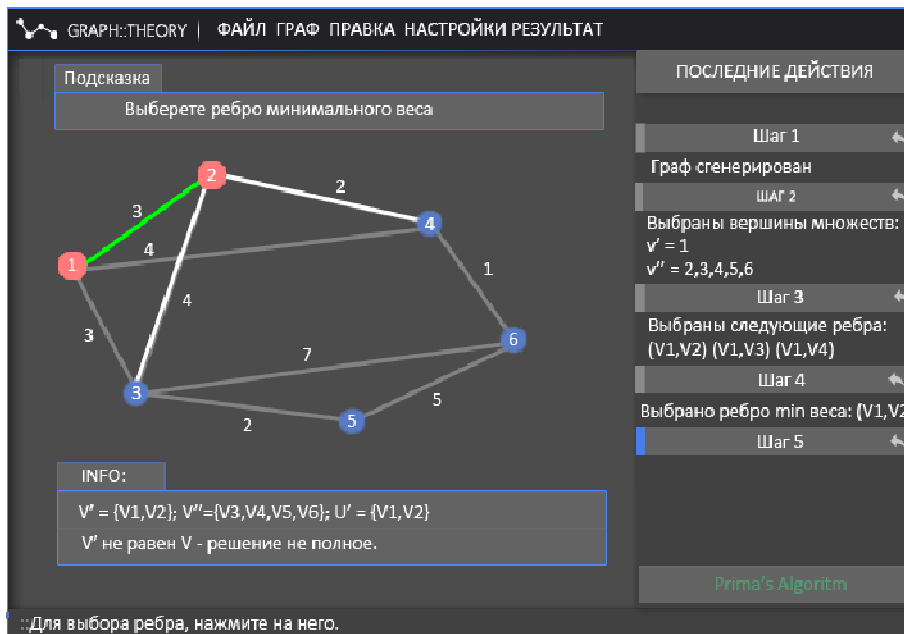 GRAPH::THEORY | ФАЙЛ ГРАФ ПРАВКА НАСТРОЙКИ РЕЗУЛЬТАТ
Подсказка
Выберете ребро минимального веса
2
2
3
4
4
1
4
1
3
6
7
3
5
2
5
INFO:
V' = {V1,V2}; V''={V3,V4,V5,V6}; U' = {V1,V2}
V' не равен V - решение не полное.
::Для выбора ребра, нажмите на него.
ПОСЛЕДНИЕ ДЕЙСТВИЯ
Шаг 1
Граф сгенерирован
ШАГ 2
Выбраны вершины множеств:
v' = 1
v'' = 2,3,4,5,6
Шаг 3
Выбраны следующие ребра:
(V1,V2) (V1,V3) (V1,V4)
Шаг 4
Выбрано ребро min веса: (V1,V2
Шаг 5
Prima's Algoritm